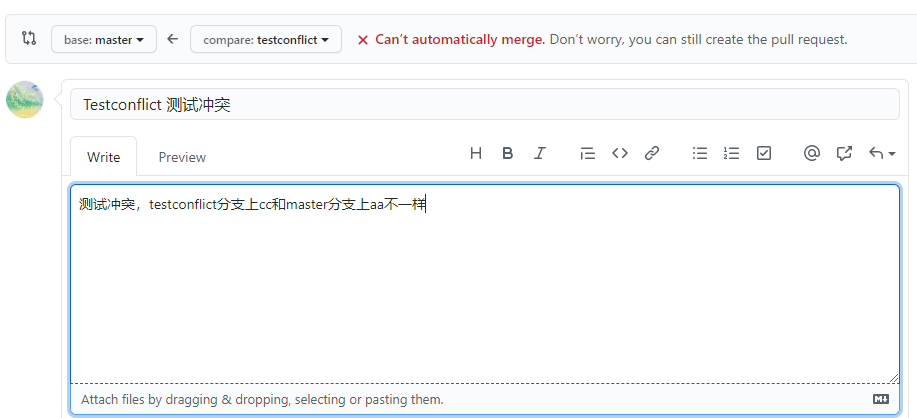 base: master compare: testconflict Can't automatically merge. Don't worry, you can still create the pull request.
Testconflict 测试冲突
Write Preview H B I
测试冲突，testconflict分支上cc和master分支上aa不一样
Attach files by dragging & dropping, selecting or pasting them.